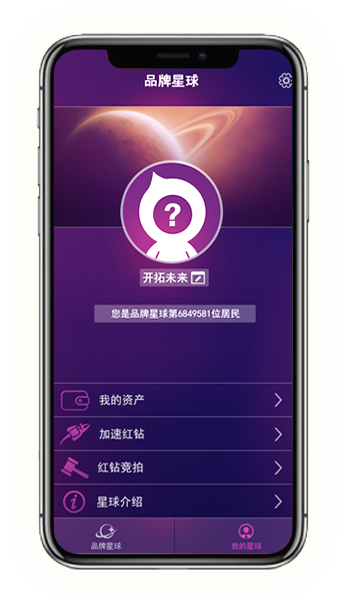 品牌星球
?
开拓未来
您是品牌星球第6849581位居民
我的资产
加速红钻
红钻竞拍
星球介绍
品牌星球 我的星球